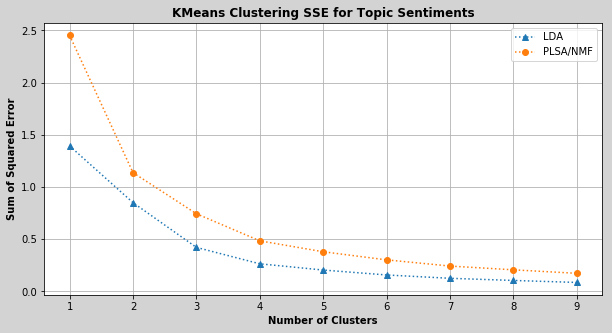 KMeans Clustering SSE for Topic Sentiments
LDA
PLSA/NMF
Sum of Squared Error
2.5
2.0
1.5
1.0
0.5
0.0
1 2 3 4 5 6 7 8 9
Number of Clusters